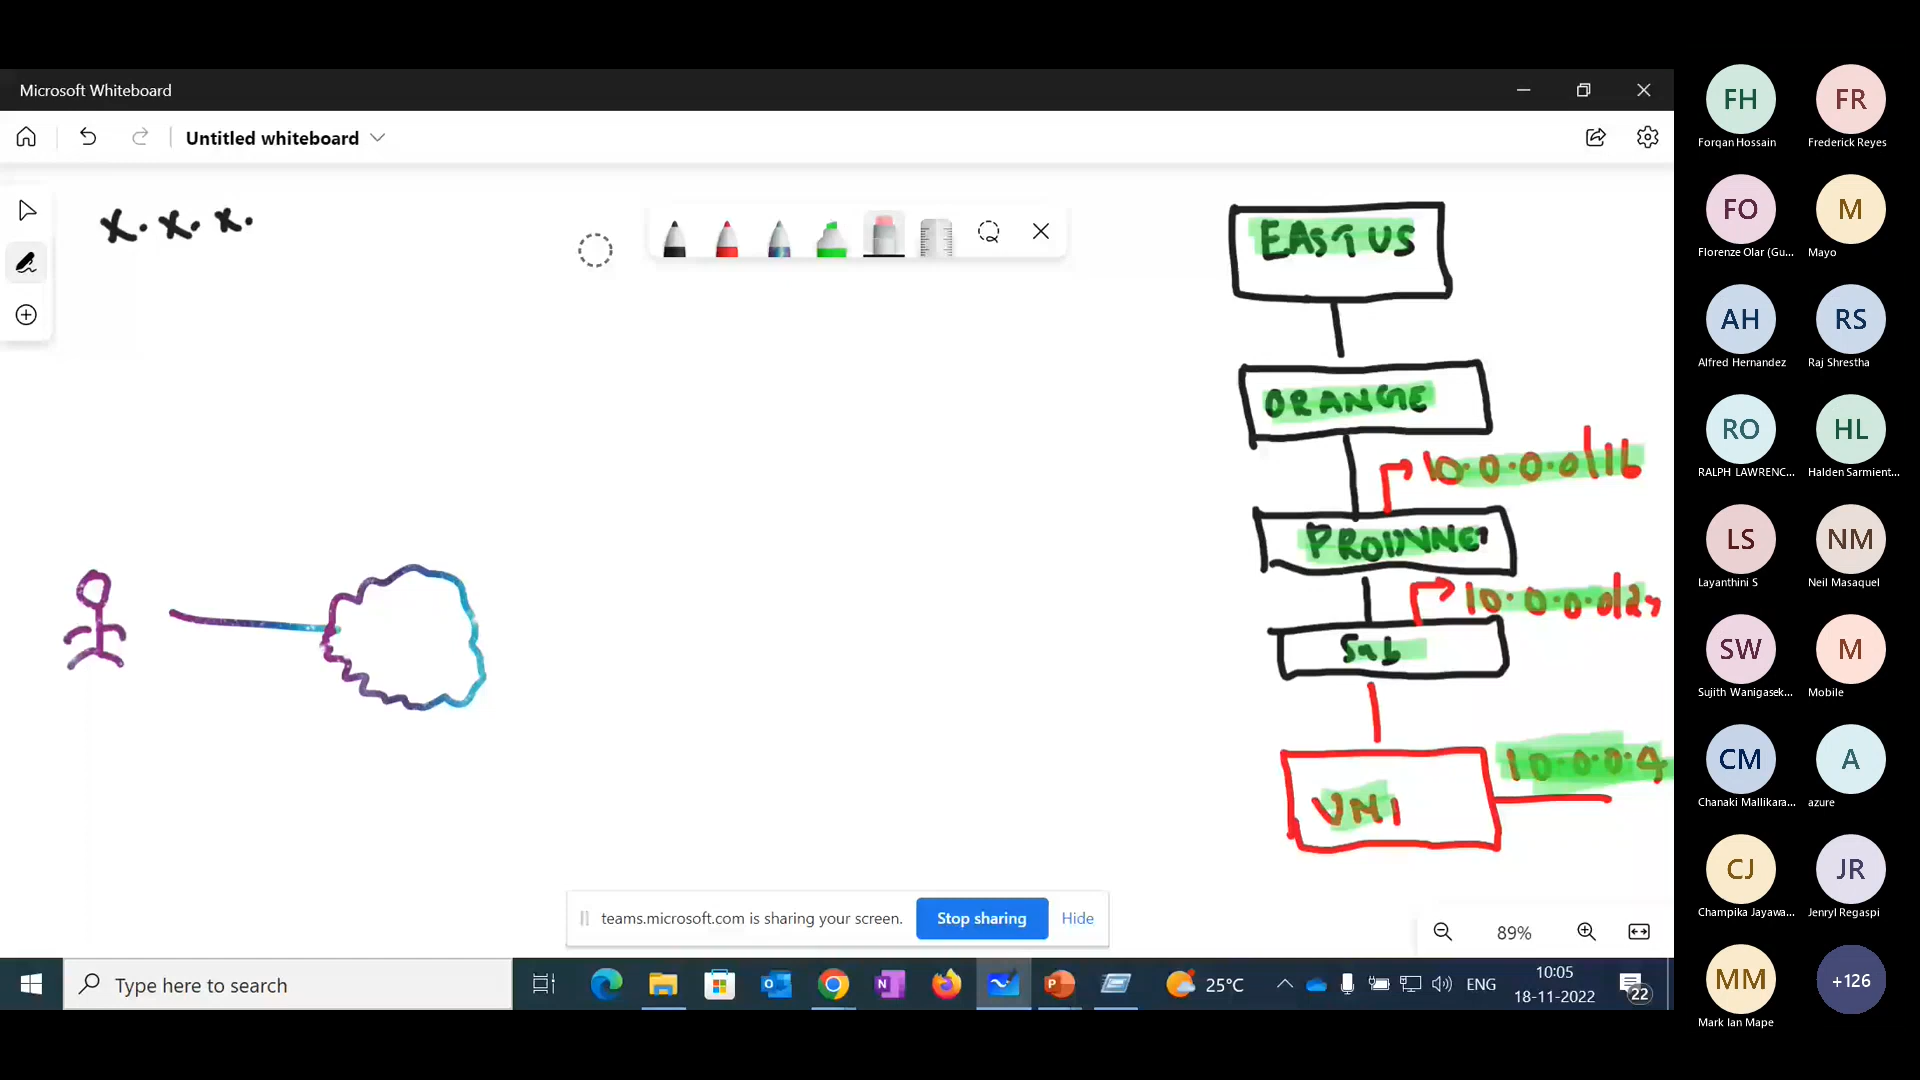 Microsoft Whiteboard
Untitled whiteboard
x. x. x.
EASTUS
ORANGE
10.0.0.0/16
PRODVNET
10.0.0.0/24
Sub
10.0.0.4
VM1
teams.microsoft.com is sharing your screen.
Stop sharing
Hide
89%
Type here to search
25°C
ENG
10:05
18-11-2022
22
FH
FR
Forqan Hossain
Frederick Reyes
FO
M
Florenze Olar (Gu...
Mayo
AH
RS
Alfred Hernandez
Raj Shrestha
RO
HL
RALPH LAWRENC...
Halden Sarmient...
LS
NM
Layanthini S
Neil Masaquel
SW
M
Sujith Wanigasek...
Mobile
CM
A
Chanaki Mallikara...
azure
CJ
JR
Champika Jayawa...
Jenryl Regaspi
MM
+126
Mark Ian Mape